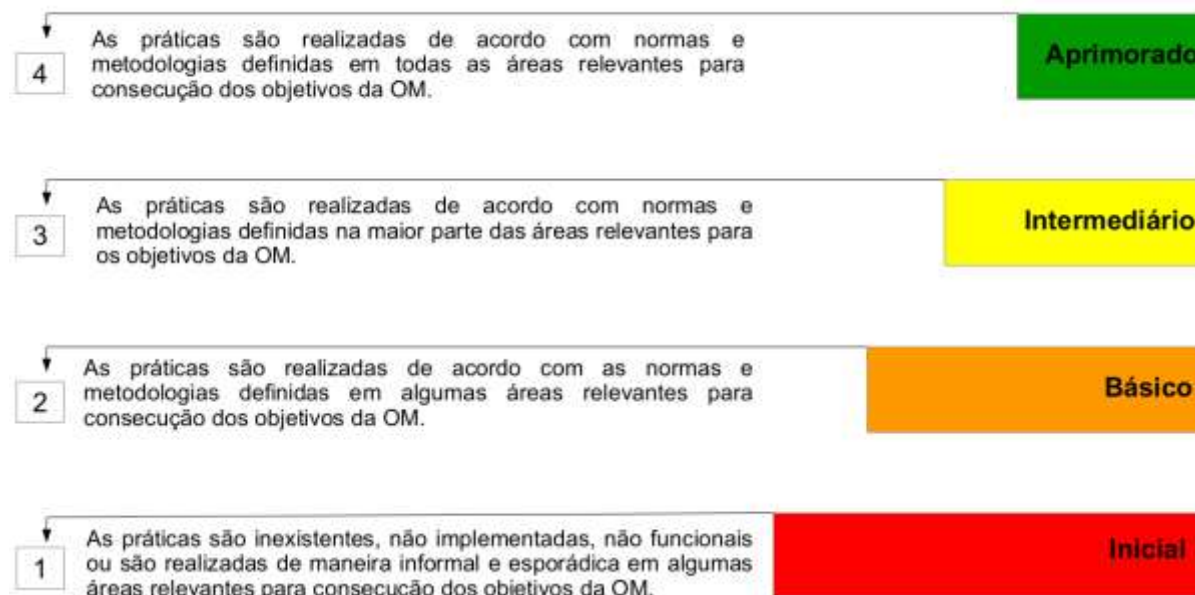 As práticas são realizadas de acordo com normas e
metodologias definidas em todas as áreas relevantes para
consecução dos objetivos da OM.
4
Aprimorado
As práticas são realizadas de acordo com normas e
metodologias definidas na maior parte das áreas relevantes para
os objetivos da OM.
3
Intermediário
As práticas são realizadas de acordo com as normas e
metodologias definidas em algumas áreas relevantes para
consecução dos objetivos da OM.
2
Básico
As práticas são inexistentes, não implementadas, não funcionais
ou são realizadas de maneira informal e esporádica em algumas
áreas relevantes para consecução dos objetivos da OM.
1
Inicial